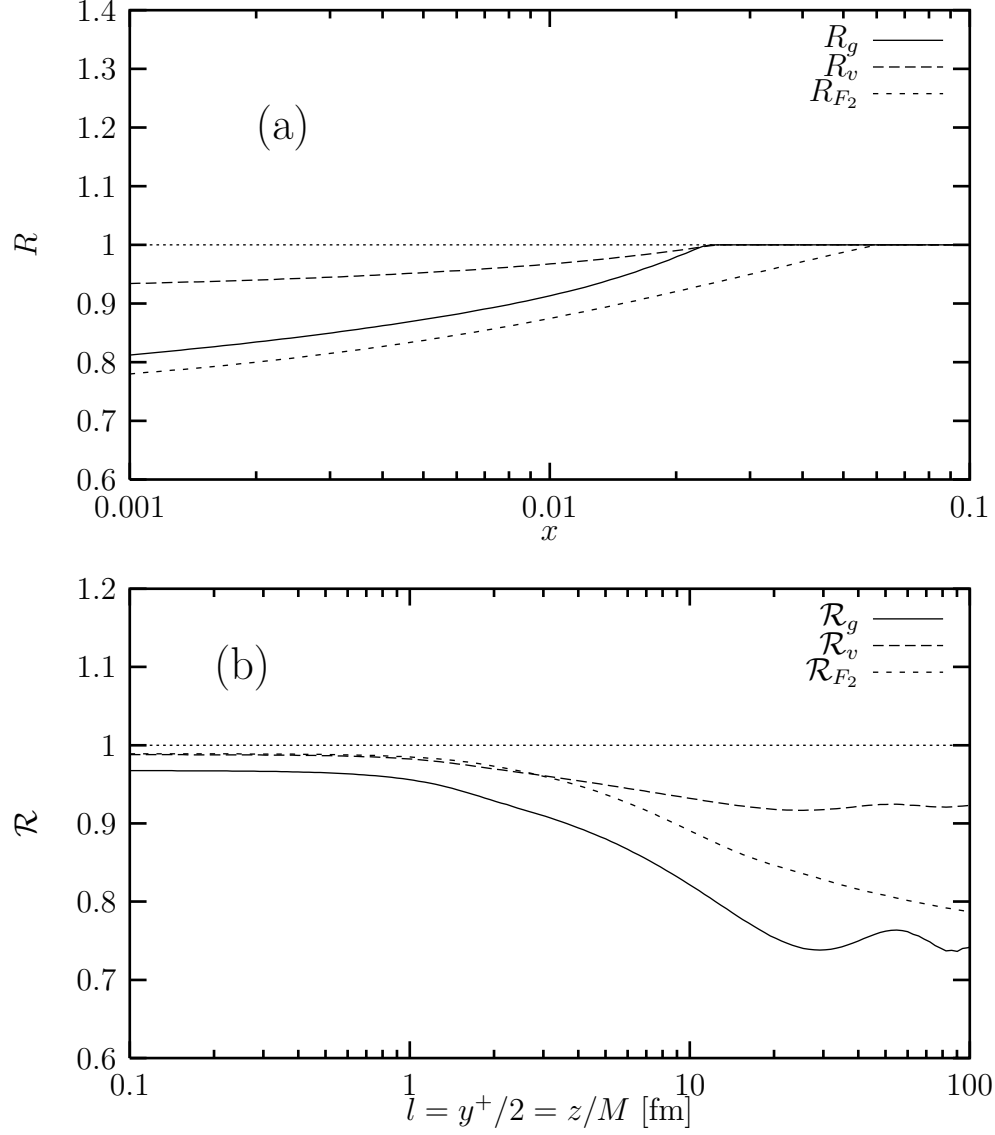 1.4
1.3
1.2
1.1
1
0.9
0.8
0.7
0.6
R
R_g
R_v
R_{F_2}
(a)
0.001 0.01 0.1
x
1.2
1.1
1
0.9
0.8
0.7
0.6
ℛ
ℛ_g
ℛ_v
ℛ_{F_2}
(b)
0.1 1 10 100
l = y^+/2 = z/M [fm]